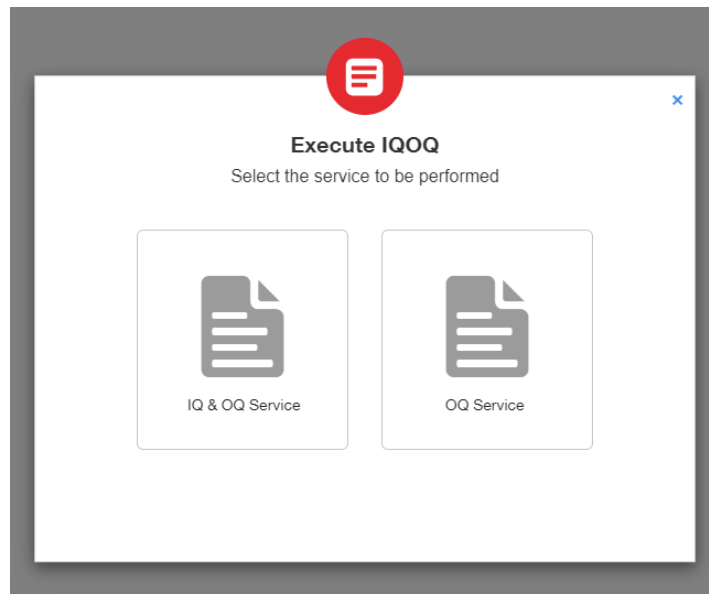 ×
Execute IQOQ
Select the service to be performed
IQ & OQ Service
OQ Service